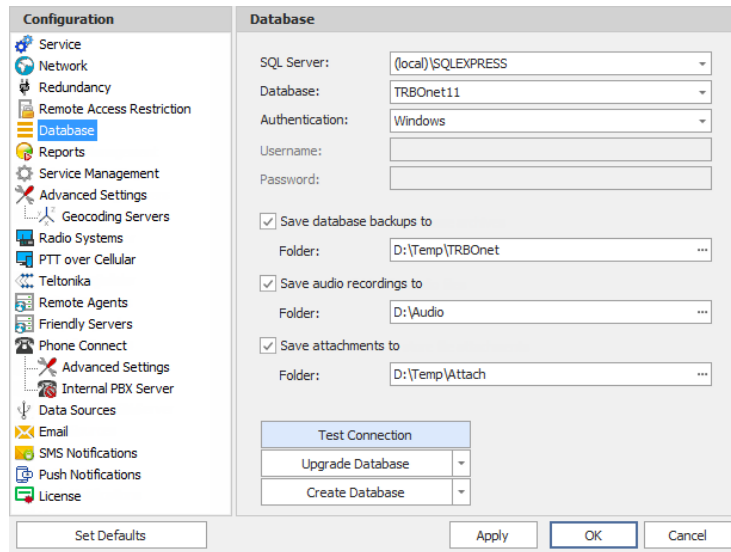 Configuration
Service
Network
Redundancy
Remote Access Restriction
Database
Reports
Service Management
Advanced Settings
Geocoding Servers
Radio Systems
PTT over Cellular
Teltonika
Remote Agents
Friendly Servers
Phone Connect
Advanced Settings
Internal PBX Server
Data Sources
Email
SMS Notifications
Push Notifications
License
Database
SQL Server: (local)\SQLEXPRESS
Database: TRBOnet11
Authentication: Windows
Username:
Password:
Save database backups to
Folder: D:\Temp\TRBOnet ...
Save audio recordings to
Folder: D:\Audio ...
Save attachments to
Folder: D:\Temp\Attach ...
Test Connection
Upgrade Database
Create Database
Set Defaults Apply OK Cancel